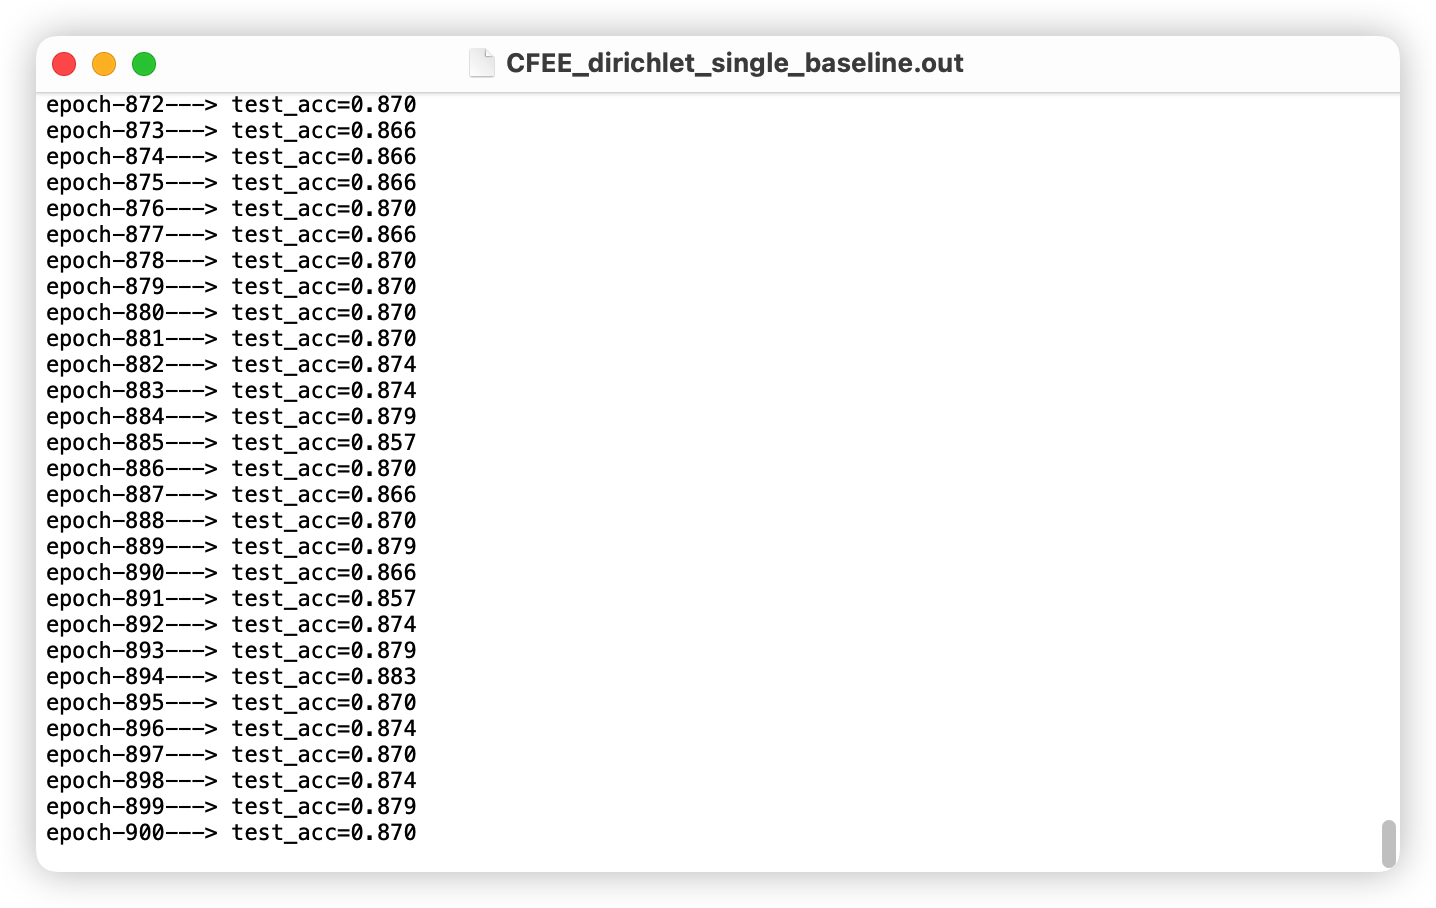 CFEE_dirichlet_single_baseline.out
epoch-872---> test_acc=0.870
epoch-873---> test_acc=0.866
epoch-874---> test_acc=0.866
epoch-875---> test_acc=0.866
epoch-876---> test_acc=0.870
epoch-877---> test_acc=0.866
epoch-878---> test_acc=0.870
epoch-879---> test_acc=0.870
epoch-880---> test_acc=0.870
epoch-881---> test_acc=0.870
epoch-882---> test_acc=0.874
epoch-883---> test_acc=0.874
epoch-884---> test_acc=0.879
epoch-885---> test_acc=0.857
epoch-886---> test_acc=0.870
epoch-887---> test_acc=0.866
epoch-888---> test_acc=0.870
epoch-889---> test_acc=0.879
epoch-890---> test_acc=0.866
epoch-891---> test_acc=0.857
epoch-892---> test_acc=0.874
epoch-893---> test_acc=0.879
epoch-894---> test_acc=0.883
epoch-895---> test_acc=0.870
epoch-896---> test_acc=0.874
epoch-897---> test_acc=0.870
epoch-898---> test_acc=0.874
epoch-899---> test_acc=0.879
epoch-900---> test_acc=0.870